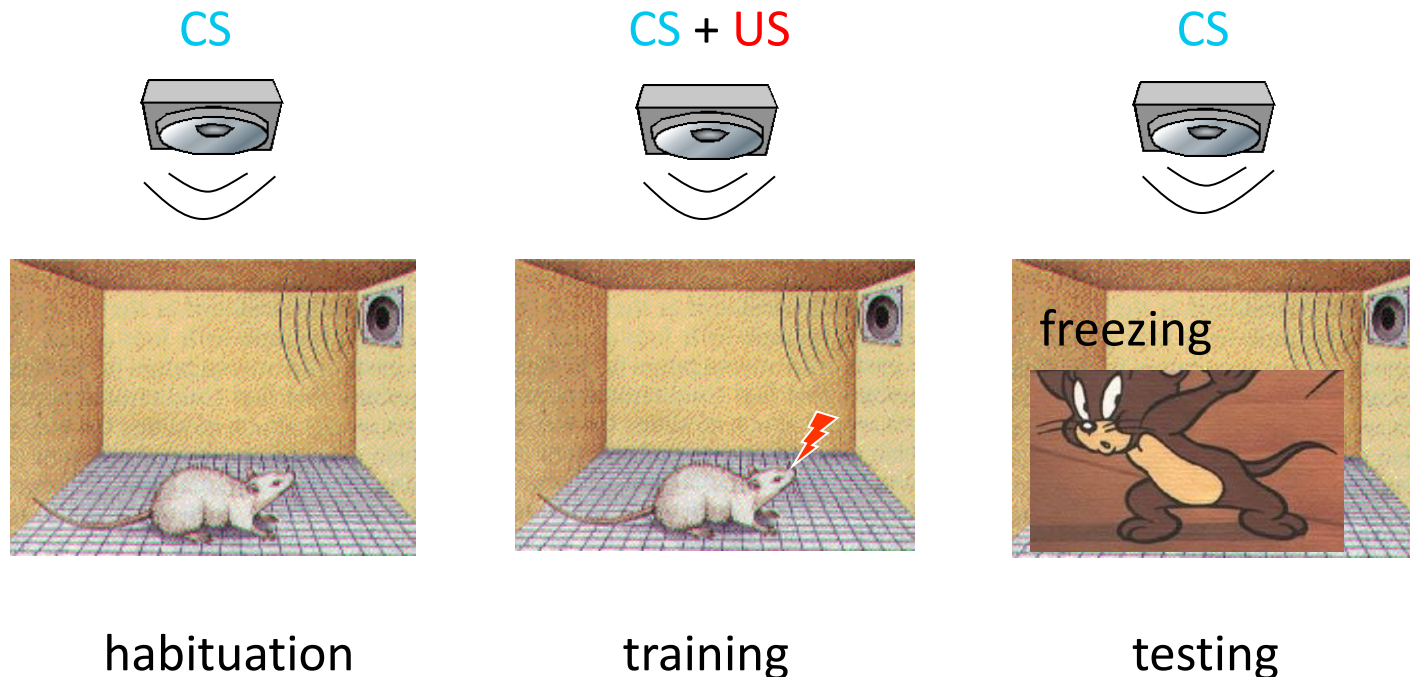 CS
CS + US
CS
freezing
habituation
training
testing